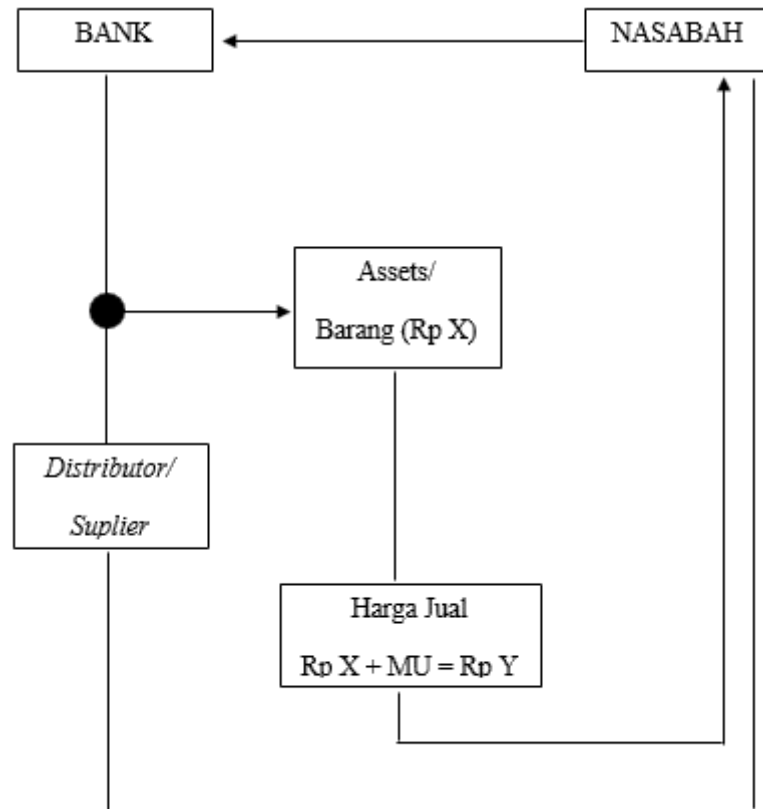 BANK
NASABAH
Assets/
Barang (Rp X)
Distributor/
Suplier
Harga Jual
Rp X + MU = Rp Y